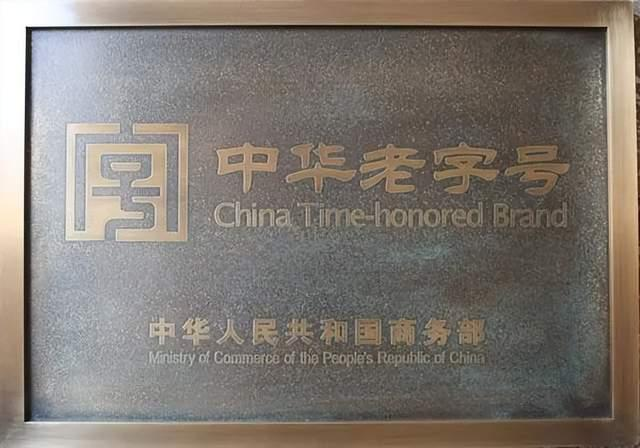 中华老字号
China Time-honored Brand
中华人民共和国商务部
Ministry of Commerce of the People's Republic of China